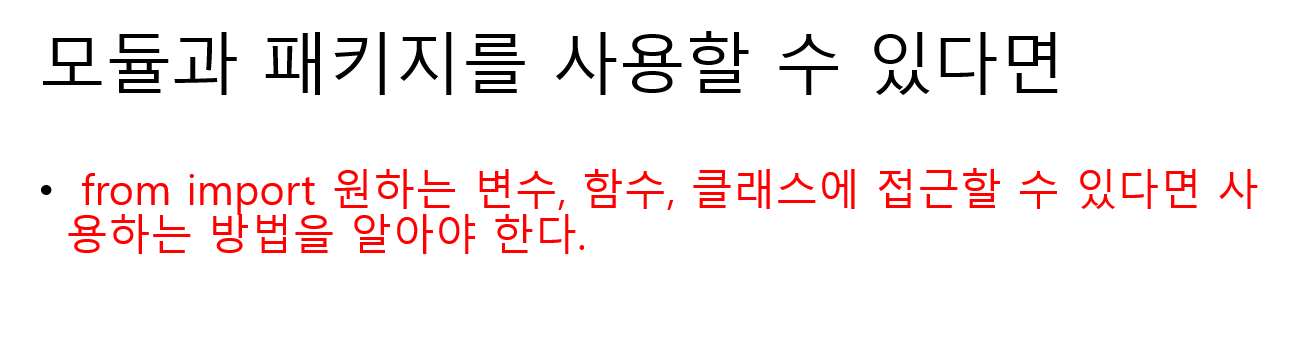 모듈과 패키지를 사용할 수 있다면
• from import 원하는 변수, 함수, 클래스에 접근할 수 있다면 사
용하는 방법을 알아야 한다.